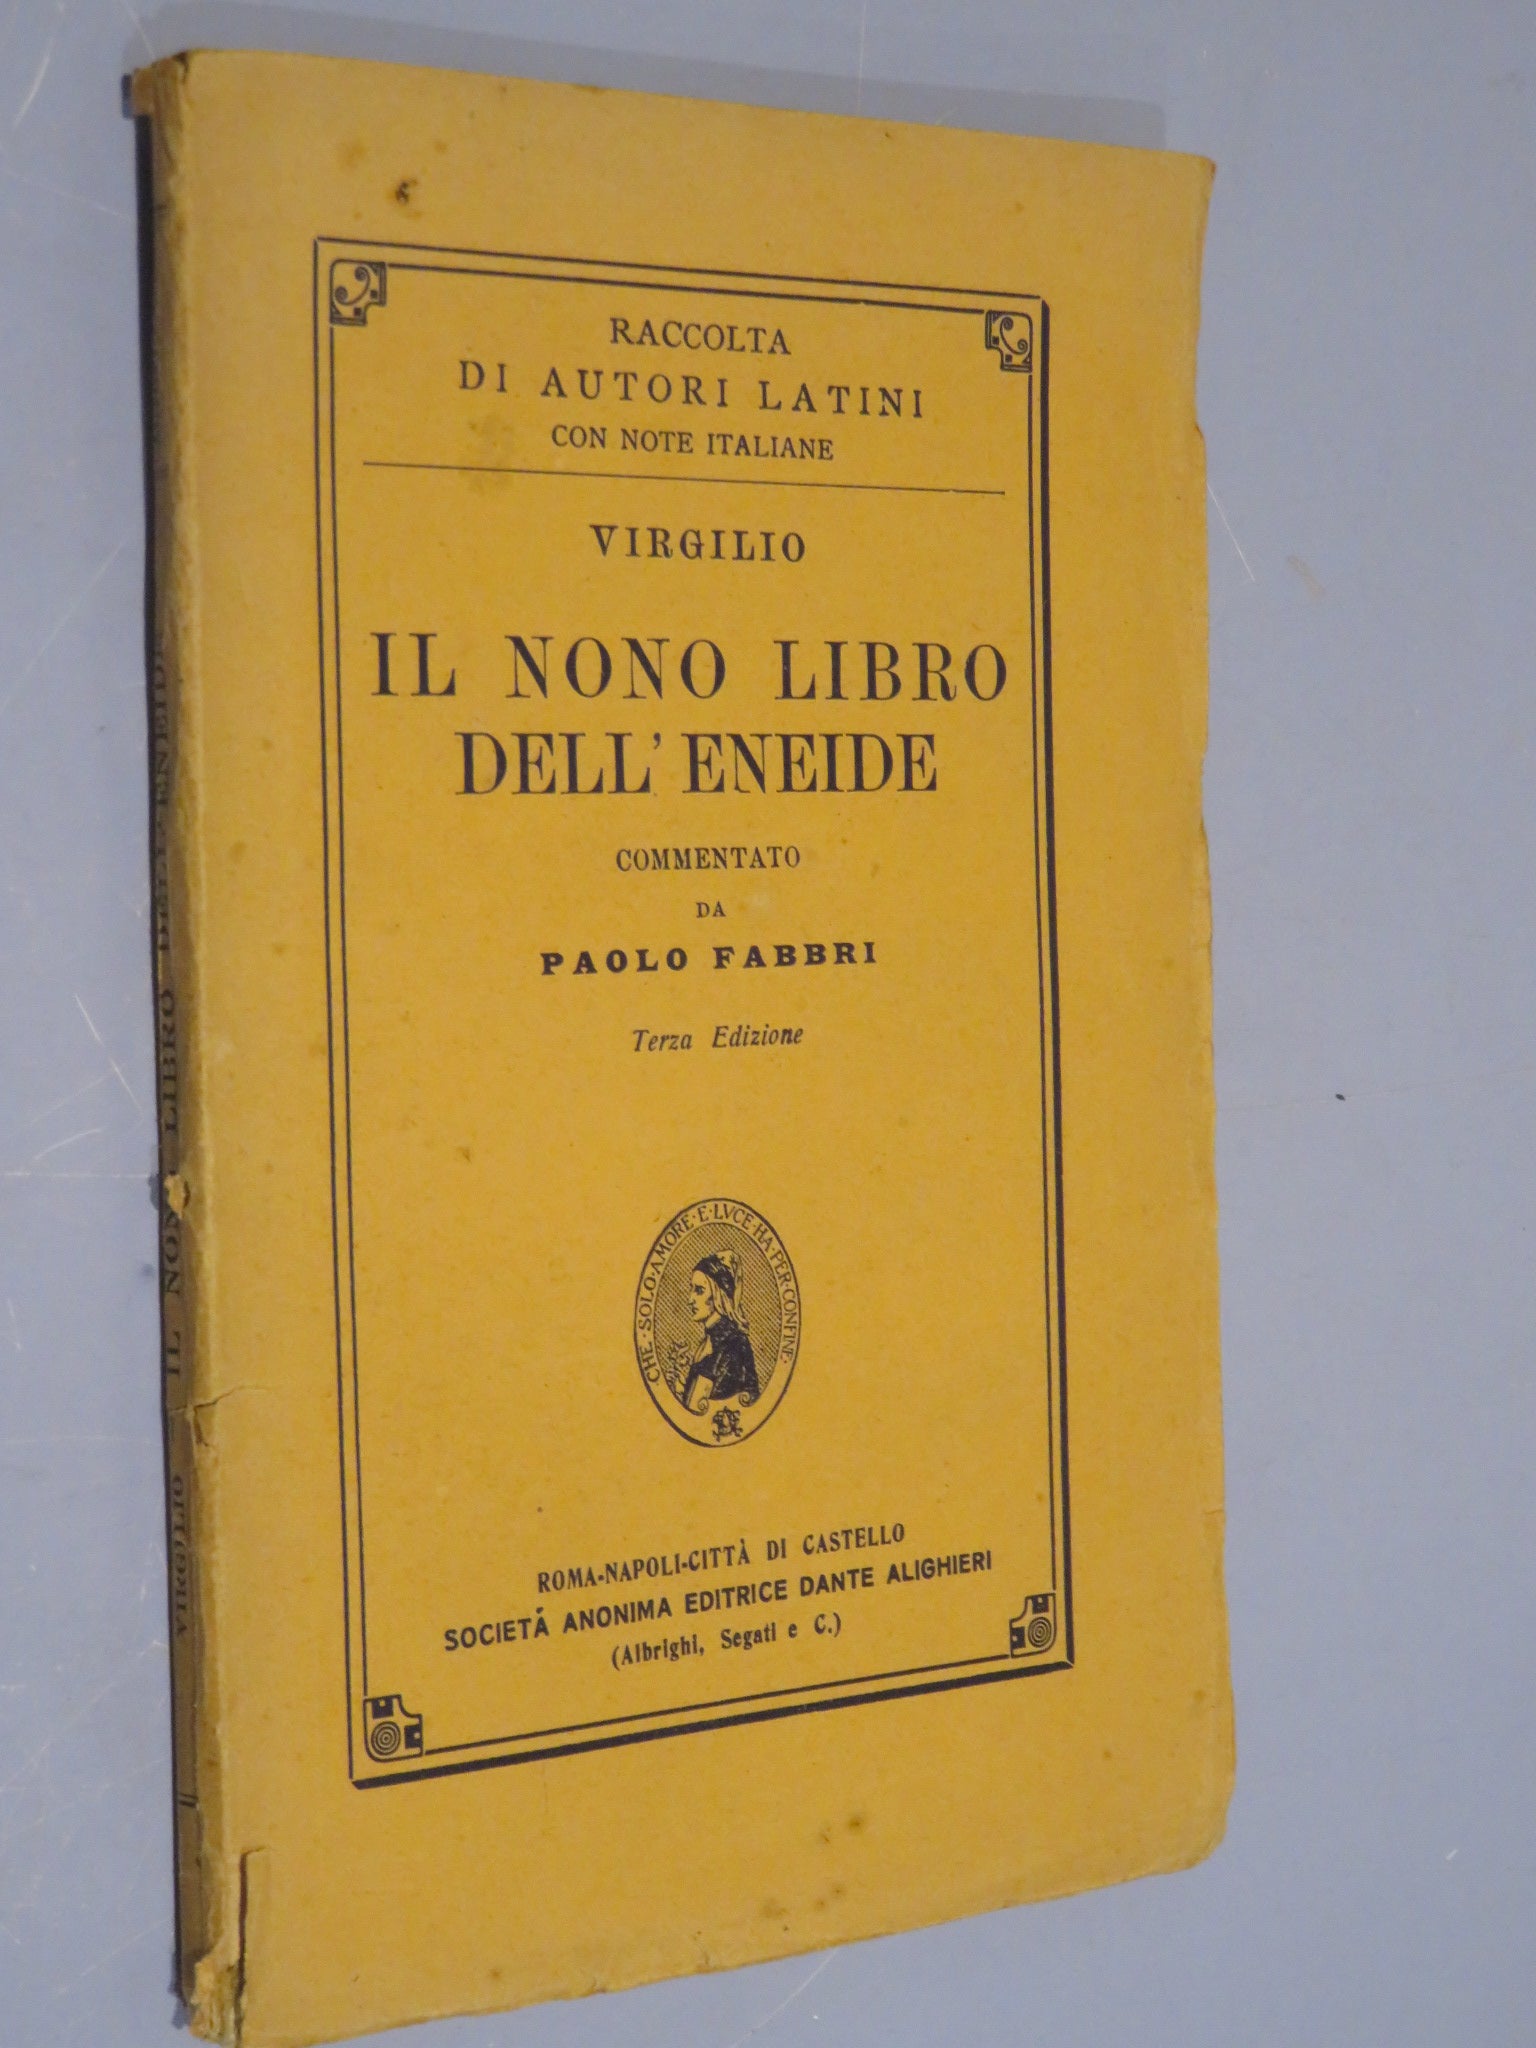 RACCOLTA
DI AUTORI LATINI
CON NOTE ITALIANE
VIRGILIO
IL NONO LIBRO
DELL' ENEIDE
COMMENTATO
DA
PAOLO FABBRI
Terza Edizione
CHE·SOLO·AMORE·E·LVCE·HA·PER·CONFINE·
ROMA-NAPOLI-CITTÀ DI CASTELLO
SOCIETÁ ANONIMA EDITRICE DANTE ALIGHIERI
(Albrighi, Segati e C.)
VIRGILIO IL NONO LIBRO DELL'ENEIDE